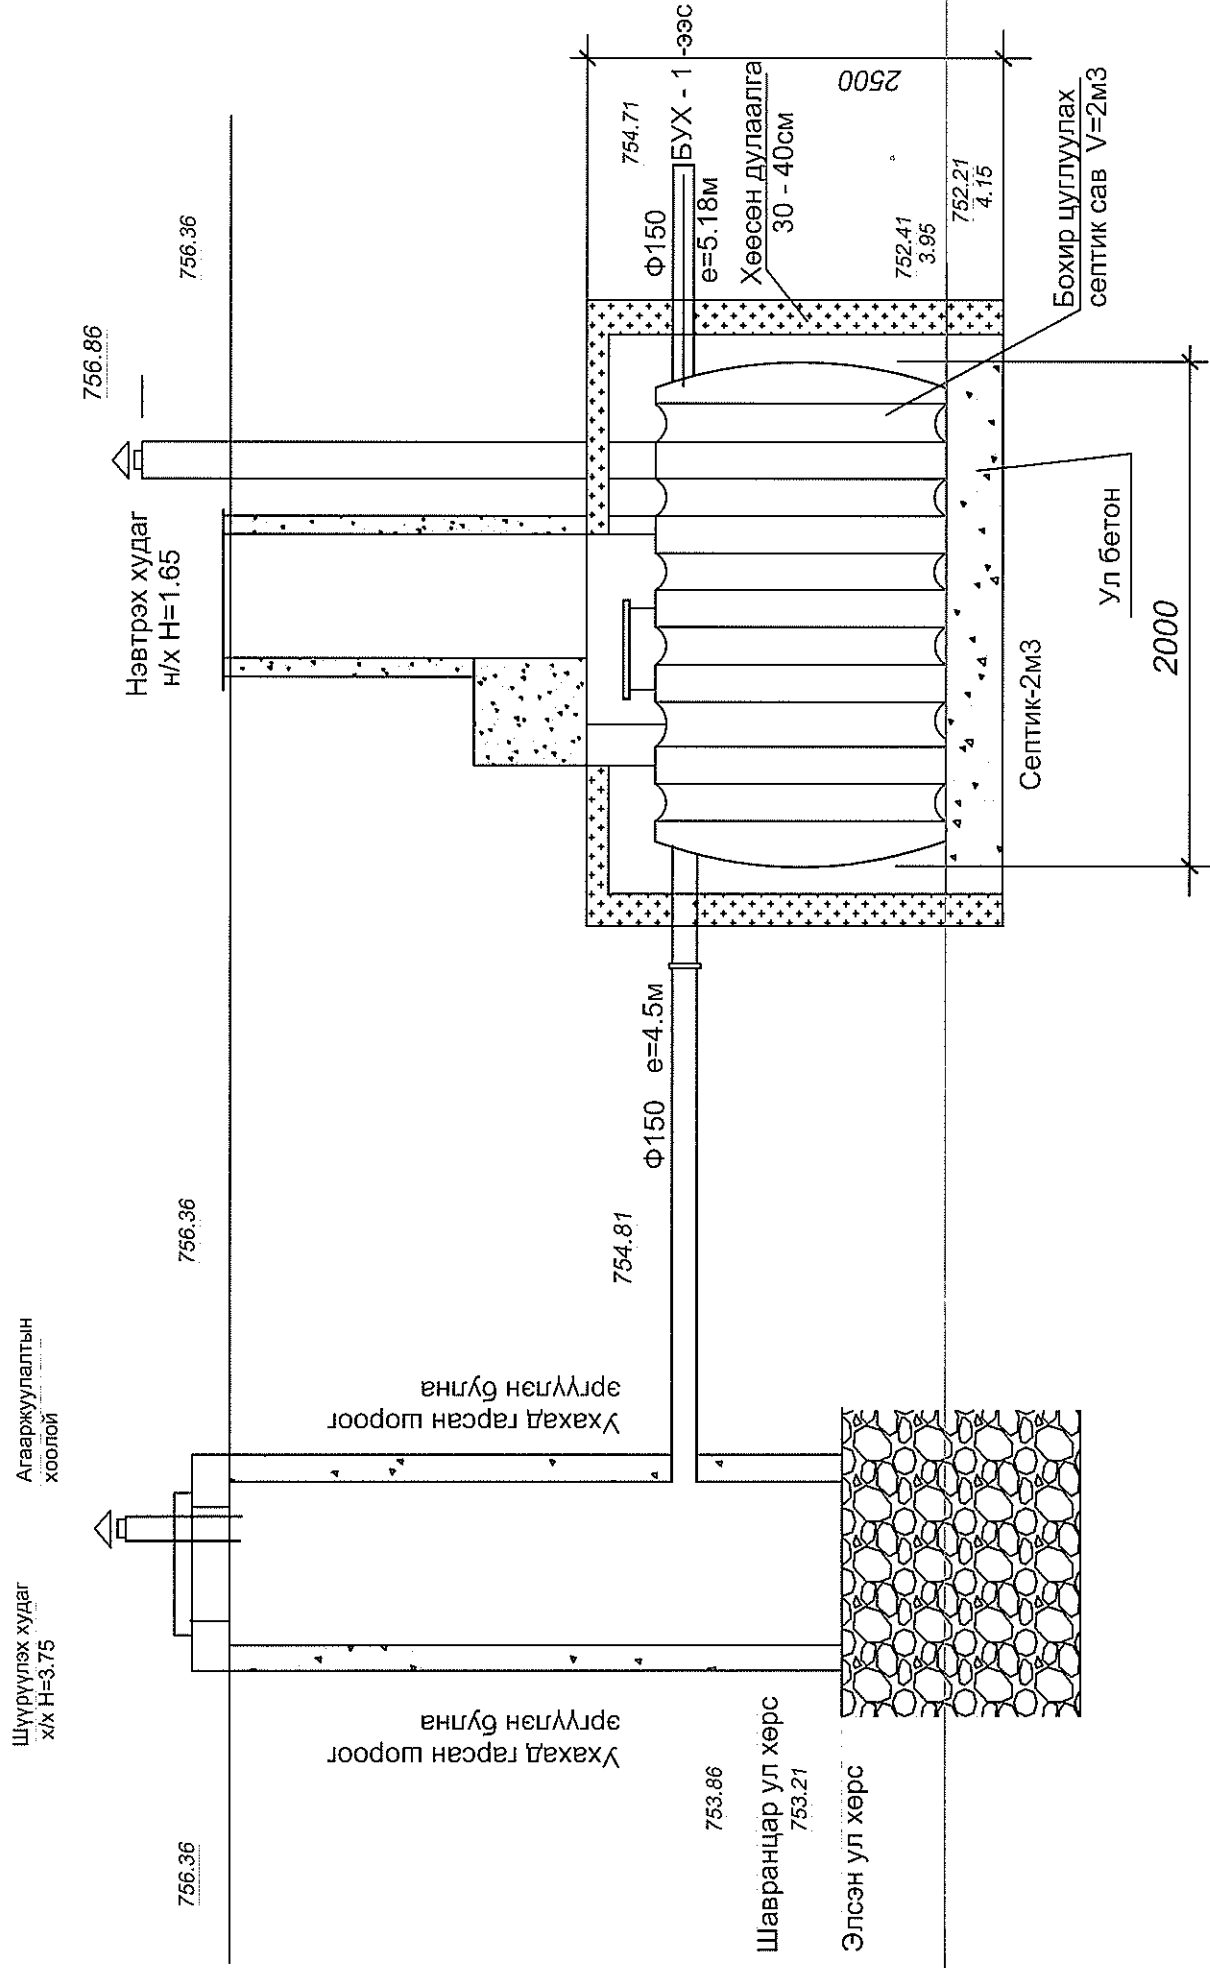 Шүүрүүлэх худаг
х/х H=3.75
Агааржуулалтын
хоолой
756.36
756.36
Нэвтрэх худаг
н/х H=1.65
756.86
756.36
Ухахад гарсан шороог
эргүүлэн булна
Ухахад гарсан шороог
эргүүлэн булна
754.81
Ф150 e=4.5м
754.71
Ф150
БУХ - 1 -ээс
e=5.18м
Хөөсөн дулаалга
30 - 40см
2500
753.86
Шавранцар ул хөрс
753.21
Элсэн ул хөрс
752.41
3.95
752.21
4.15
Септик-2м3
Ул бетон
Бохир цуглуулах
септик сав V=2м3
2000